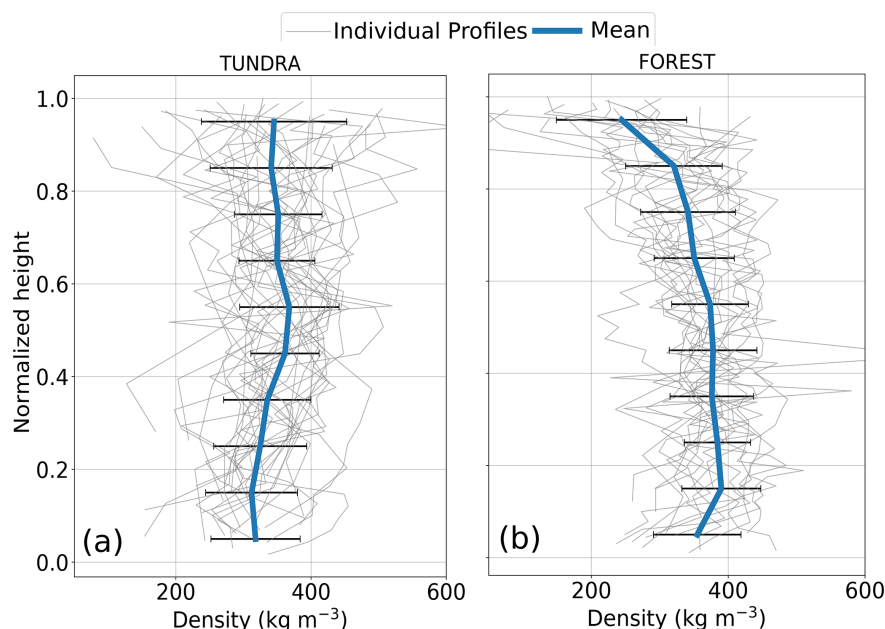 Individual Profiles Mean
TUNDRA
FOREST
1.0
0.8
0.6
0.4
0.2
0.0
Normalized height
(a)
(b)
200 400 600
200 400 600
Density (kg m⁻³)
Density (kg m⁻³)